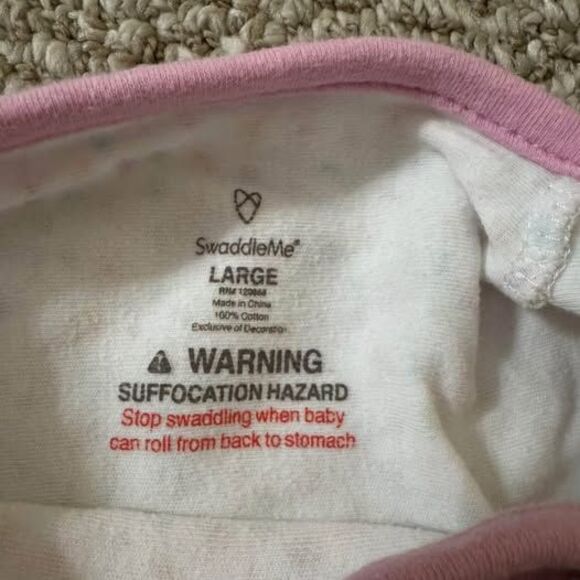 SwaddleMe®
LARGE
Made in China
100% Cotton
Exclusive of Decoration
WARNING
SUFFOCATION HAZARD
Stop swaddling when baby
can roll from back to stomach